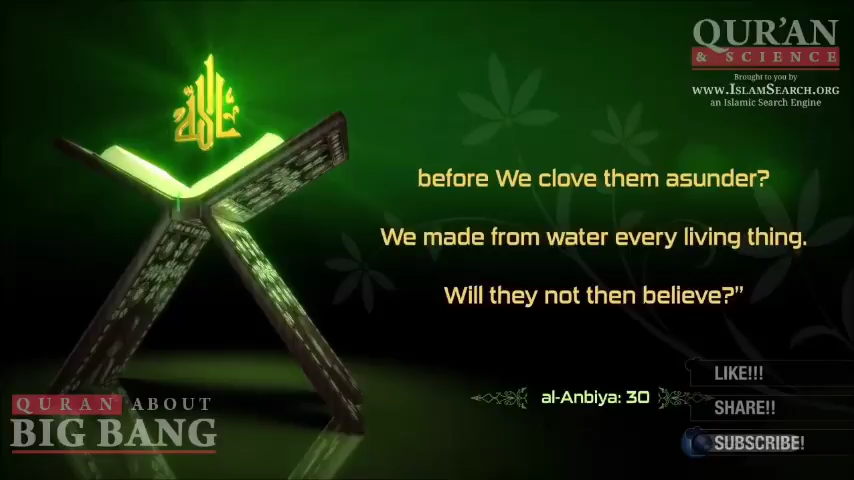 QUR'AN
& SCIENCE
Brought to you by
www.IslamSearch.org
an Islamic Search Engine
before We clove them asunder?
We made from water every living thing.
Will they not then believe?”
al-Anbiya: 30
LIKE!!!
SHARE!!
SUBSCRIBE!
QURAN ABOUT
BIG BANG